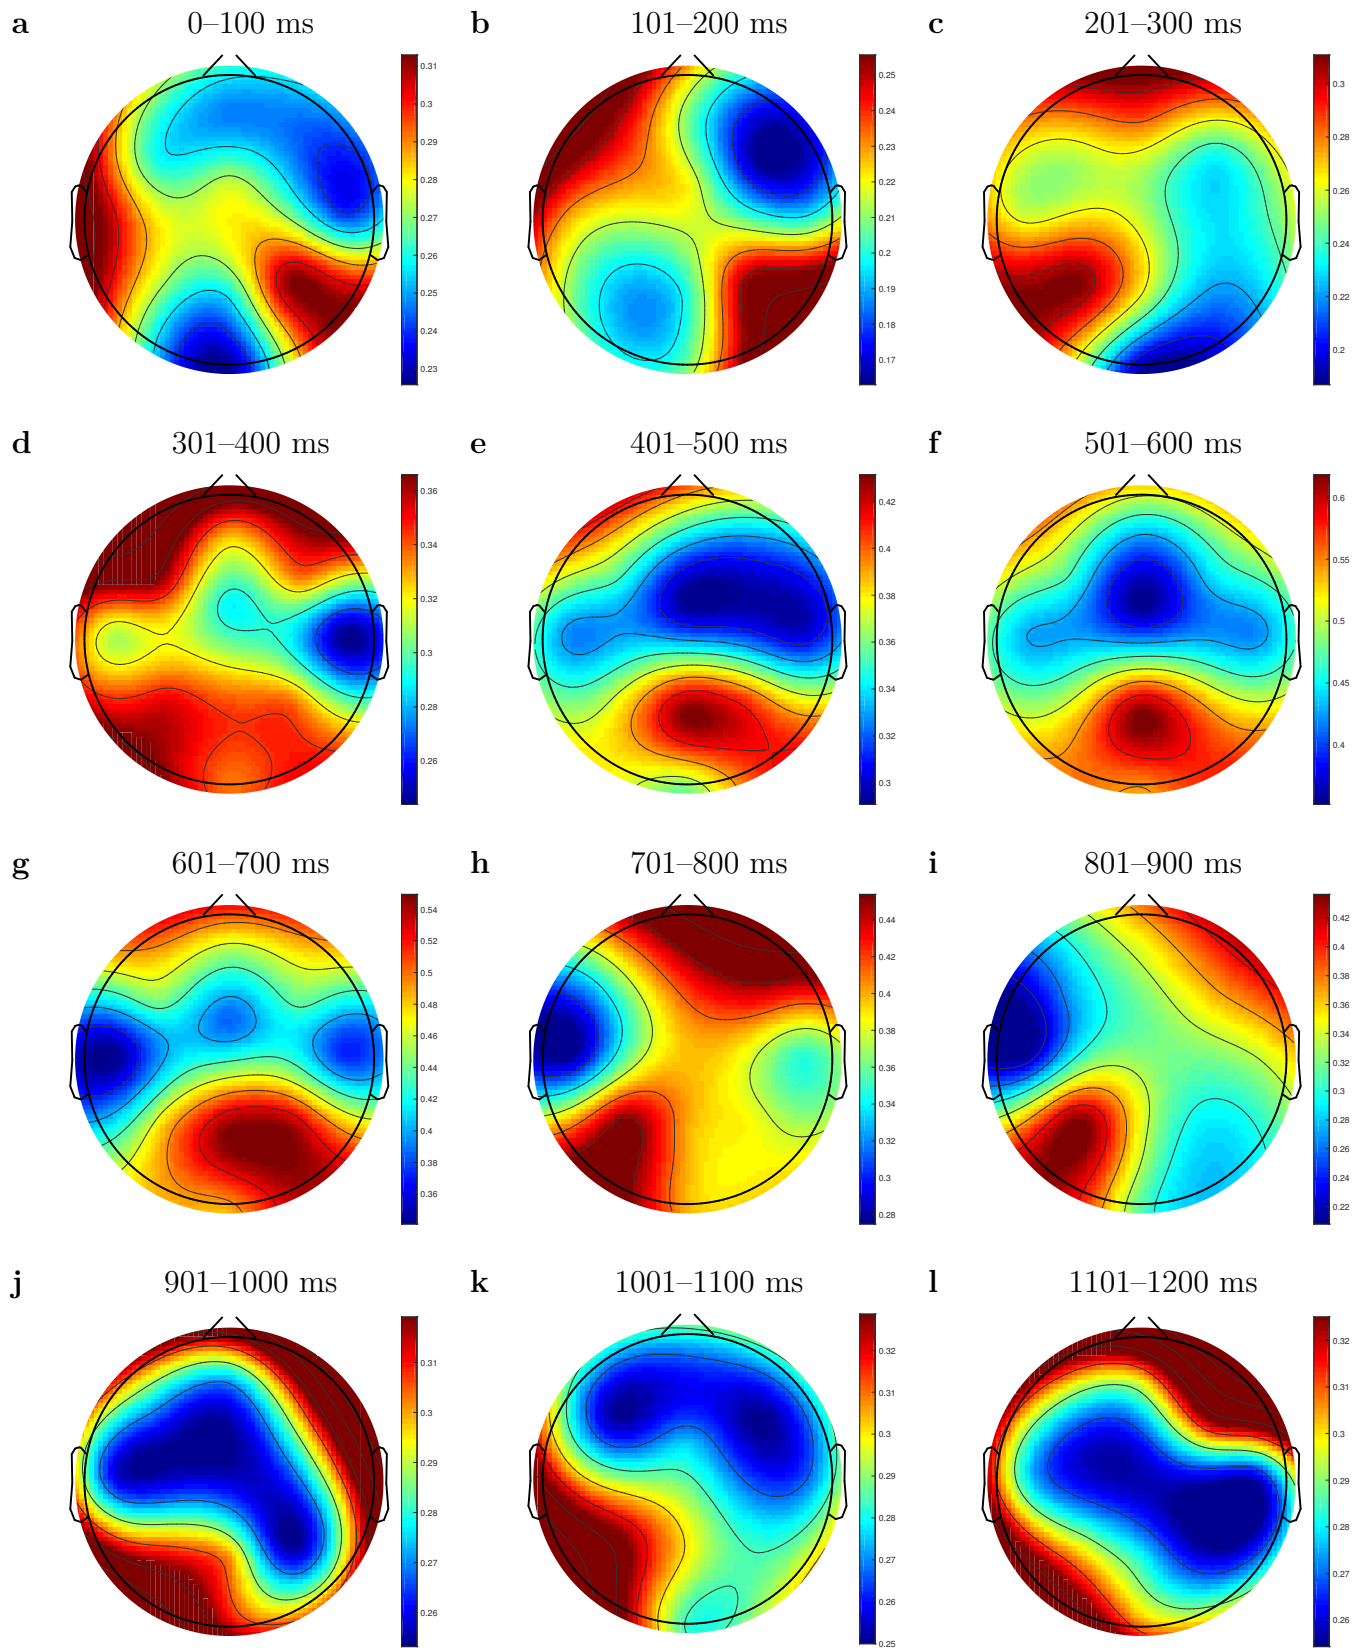 a 0–100 ms b 101–200 ms c 201–300 ms
0.31 0.3 0.29 0.28 0.27 0.26 0.25 0.24 0.23
0.25 0.24 0.23 0.22 0.21 0.2 0.19 0.18 0.17
0.3 0.28 0.26 0.24 0.22 0.2
d 301–400 ms e 401–500 ms f 501–600 ms
0.36 0.34 0.32 0.3 0.28 0.26
0.42 0.4 0.38 0.36 0.34 0.32 0.3
0.6 0.55 0.5 0.45 0.4
g 601–700 ms h 701–800 ms i 801–900 ms
0.54 0.52 0.5 0.48 0.46 0.44 0.42 0.4 0.38 0.36
0.44 0.42 0.4 0.38 0.36 0.34 0.32 0.3 0.28
0.42 0.4 0.38 0.36 0.34 0.32 0.3 0.28 0.26 0.24 0.22
j 901–1000 ms k 1001–1100 ms l 1101–1200 ms
0.31 0.3 0.29 0.28 0.27 0.26
0.32 0.31 0.3 0.29 0.28 0.27 0.26 0.25
0.32 0.31 0.3 0.29 0.28 0.27 0.26 0.25